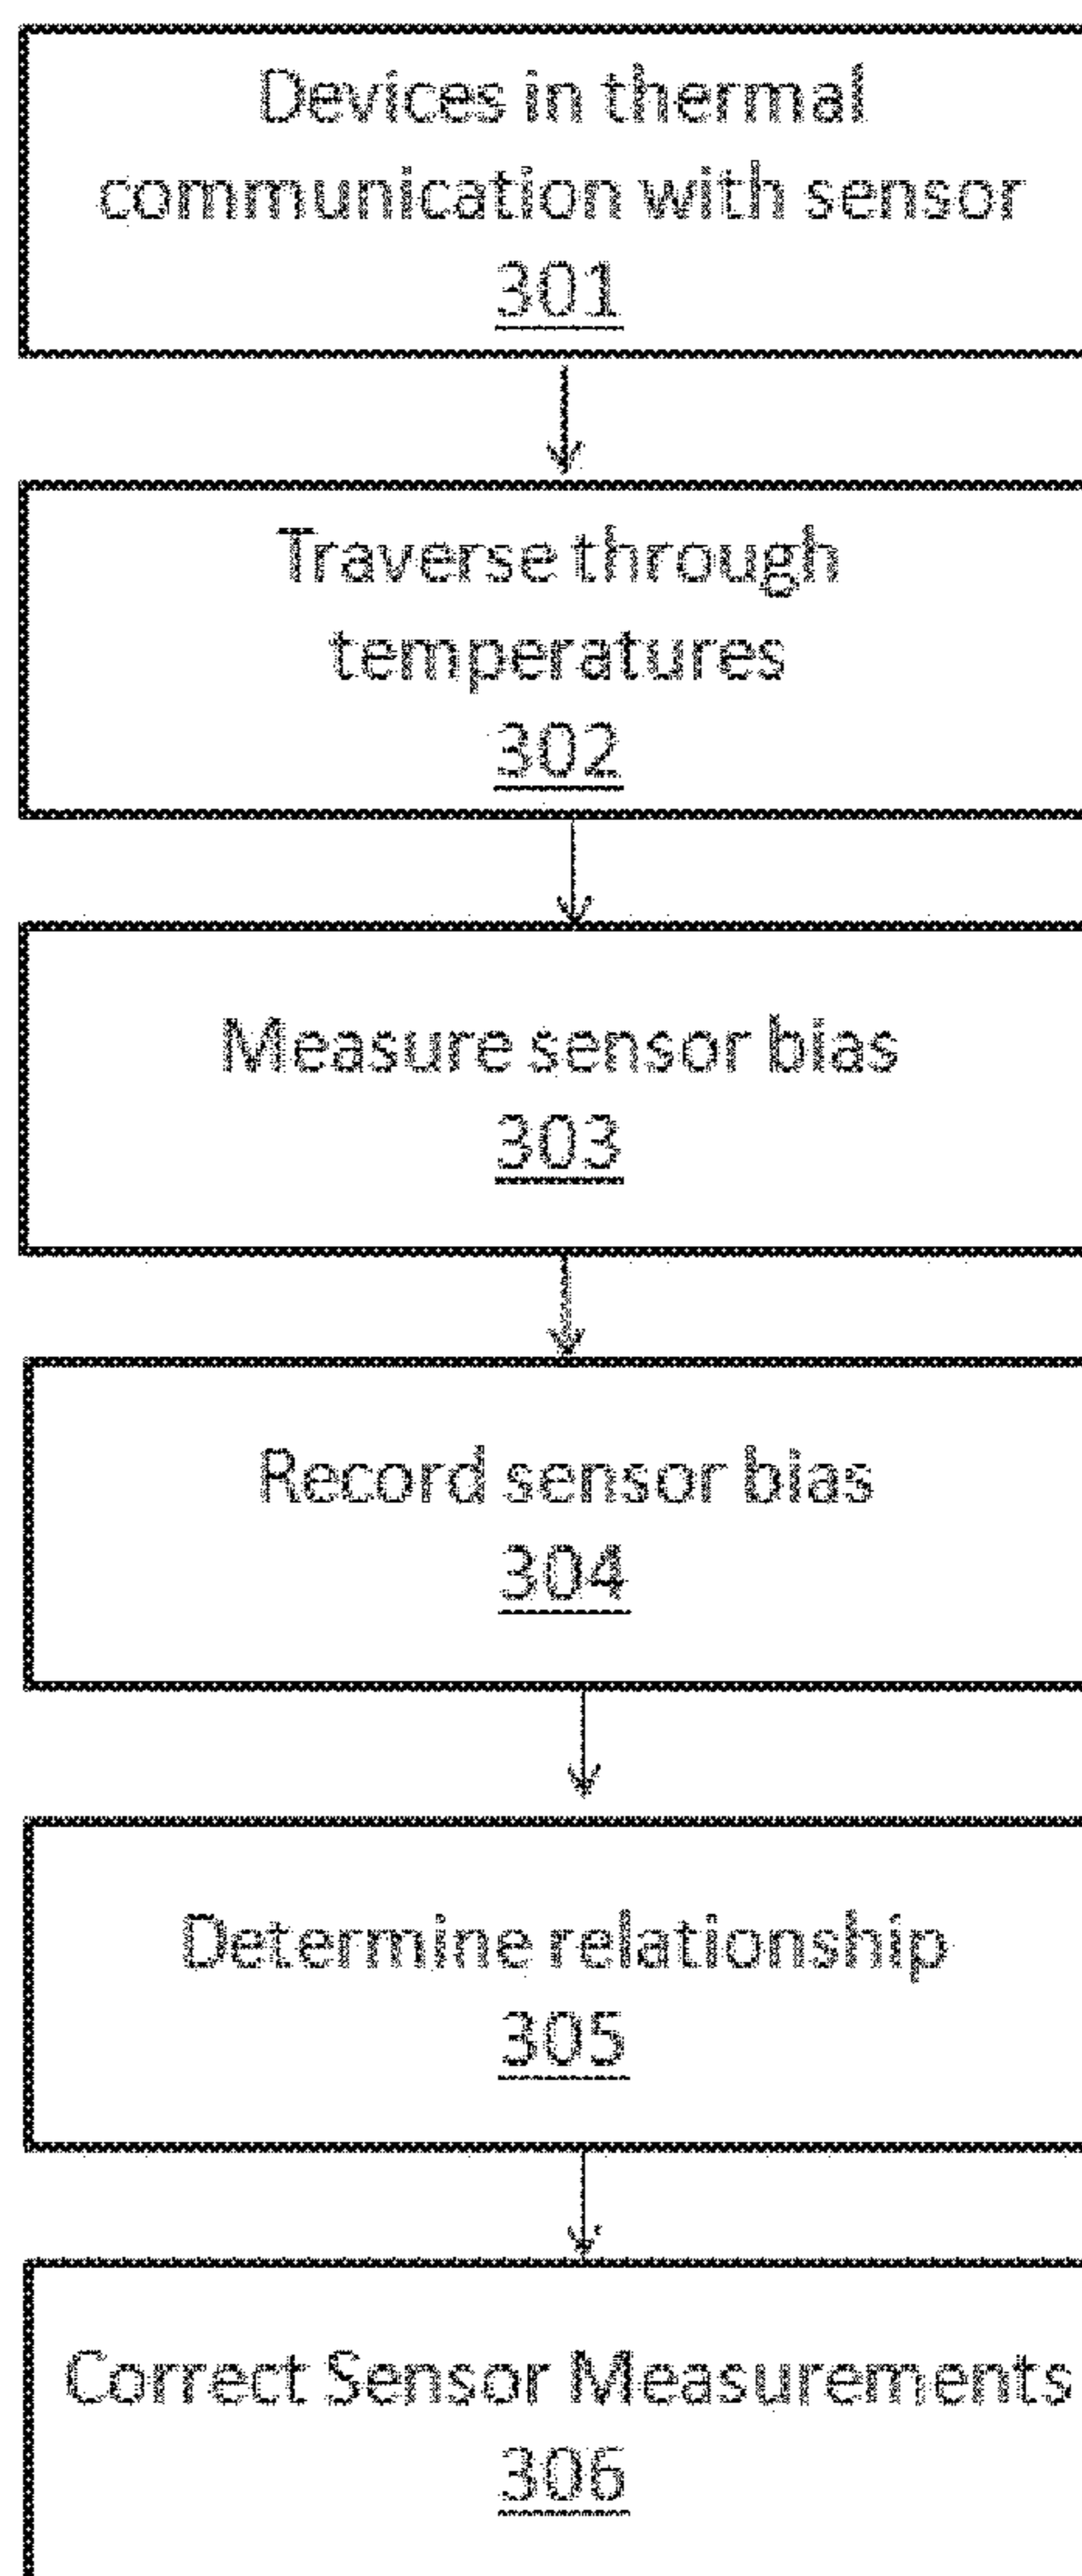 Devices in thermal
communication with sensor
301
Traverse through
temperatures
302
Measure sensor bias
303
Record sensor bias
304
Determine relationship
305
Correct Sensor Measurements
306